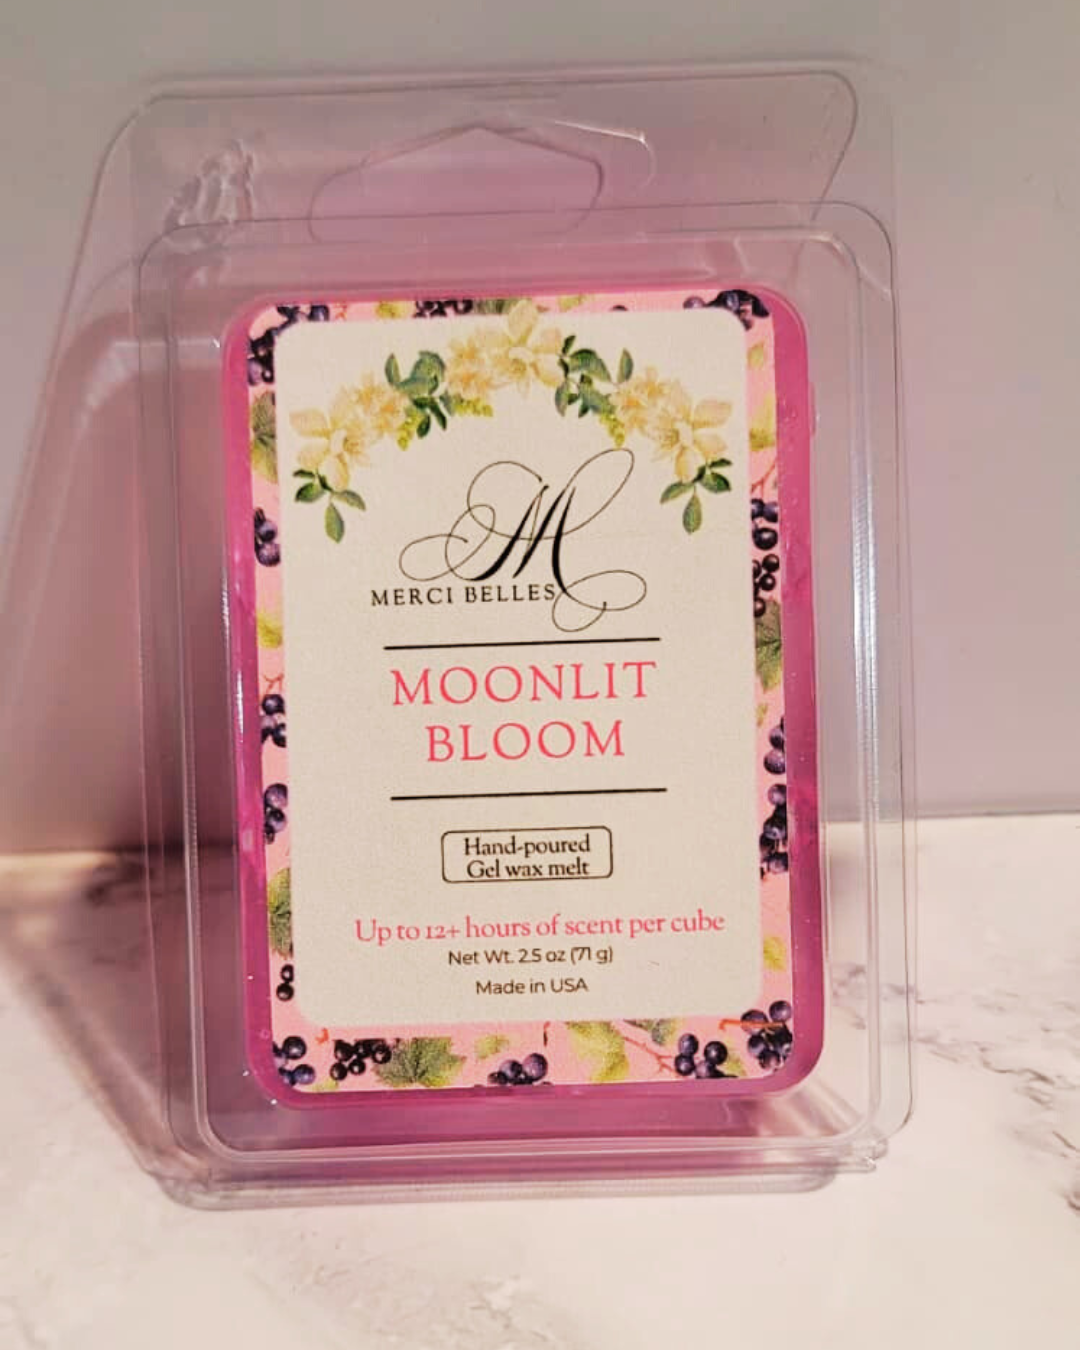 M
MERCI BELLES
MOONLIT
BLOOM
Hand-poured
Gel wax melt
Up to 12+ hours of scent per cube
Net Wt. 2.5 oz (71 g)
Made in USA